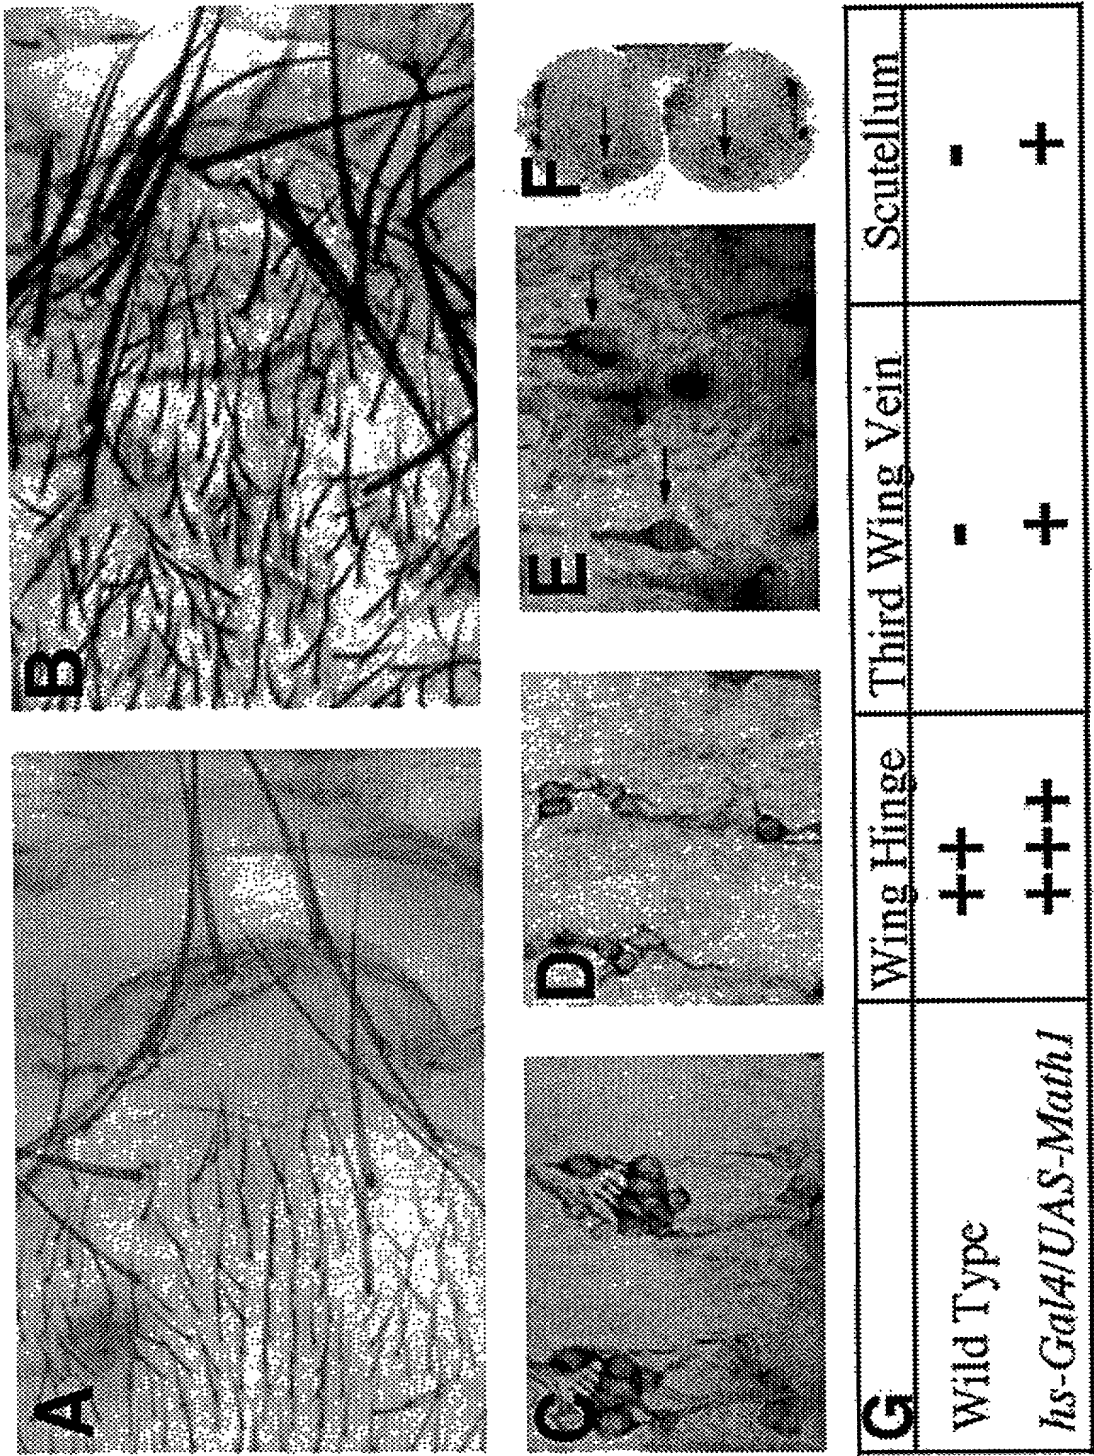 A
B
C
D
E
F
G Wing Hinge Third Wing Vein Scutellum
Wild Type ++ - -
hs-Gal4/UAS-Math1 +++ + +